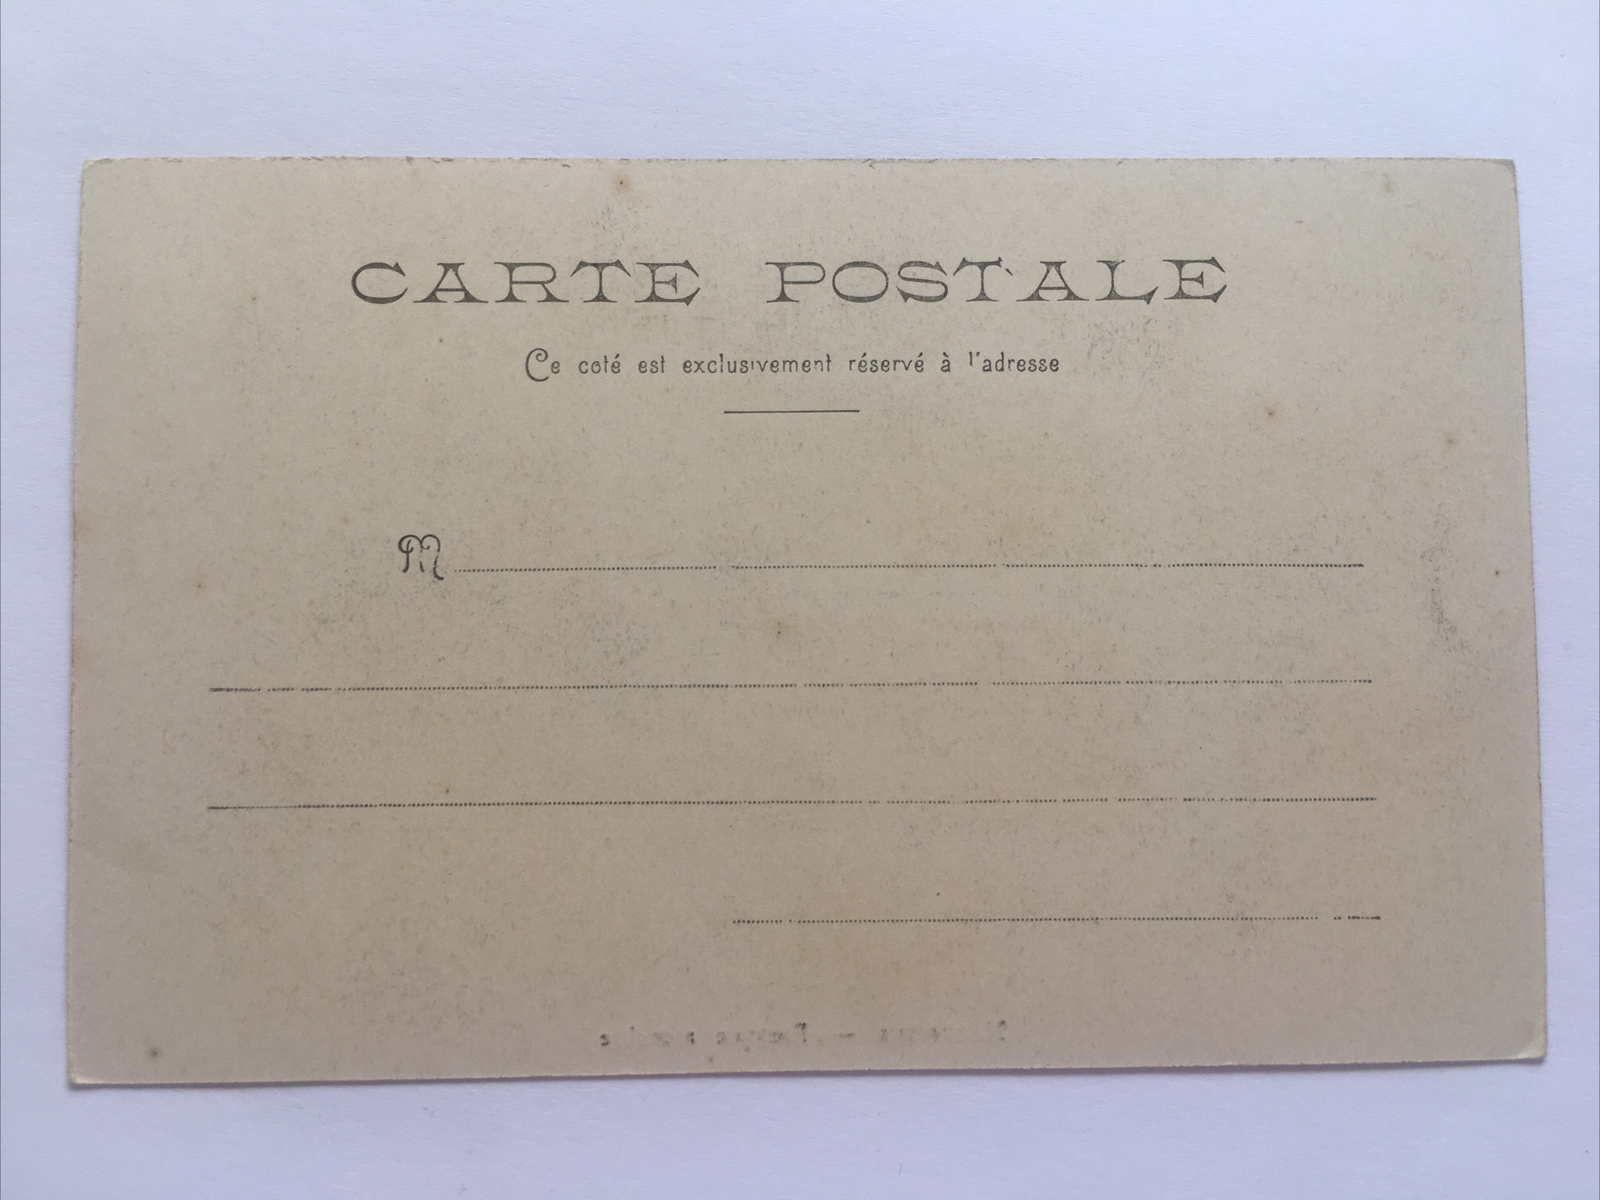 CARTE POSTALE
Ce coté est exclusivement réservé à l'adresse
M